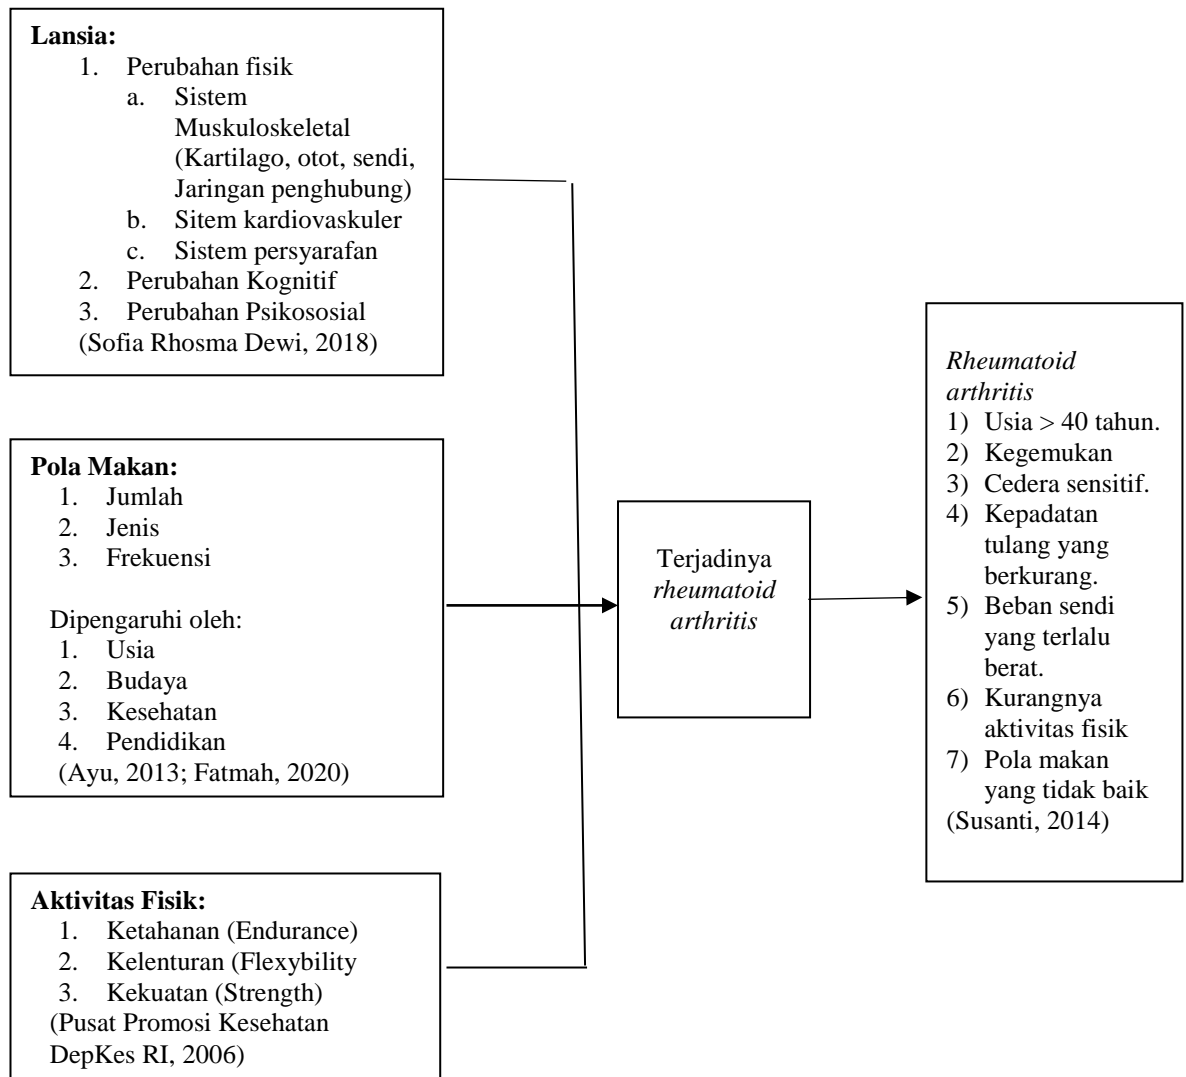 Lansia:
1. Perubahan fisik
a. Sistem
Muskuloskeletal
(Kartilago, otot, sendi,
Jaringan penghubung)
b. Sitem kardiovaskuler
c. Sistem persyarafan
2. Perubahan Kognitif
3. Perubahan Psikososial
(Sofia Rhosma Dewi, 2018)
Pola Makan:
1. Jumlah
2. Jenis
3. Frekuensi
Dipengaruhi oleh:
1. Usia
2. Budaya
3. Kesehatan
4. Pendidikan
(Ayu, 2013; Fatmah, 2020)
Aktivitas Fisik:
1. Ketahanan (Endurance)
2. Kelenturan (Flexybility
3. Kekuatan (Strength)
(Pusat Promosi Kesehatan
DepKes RI, 2006)
Terjadinya
rheumatoid
arthritis
Rheumatoid
arthritis
1) Usia > 40 tahun.
2) Kegemukan
3) Cedera sensitif.
4) Kepadatan
tulang yang
berkurang.
5) Beban sendi
yang terlalu
berat.
6) Kurangnya
aktivitas fisik
7) Pola makan
yang tidak baik
(Susanti, 2014)